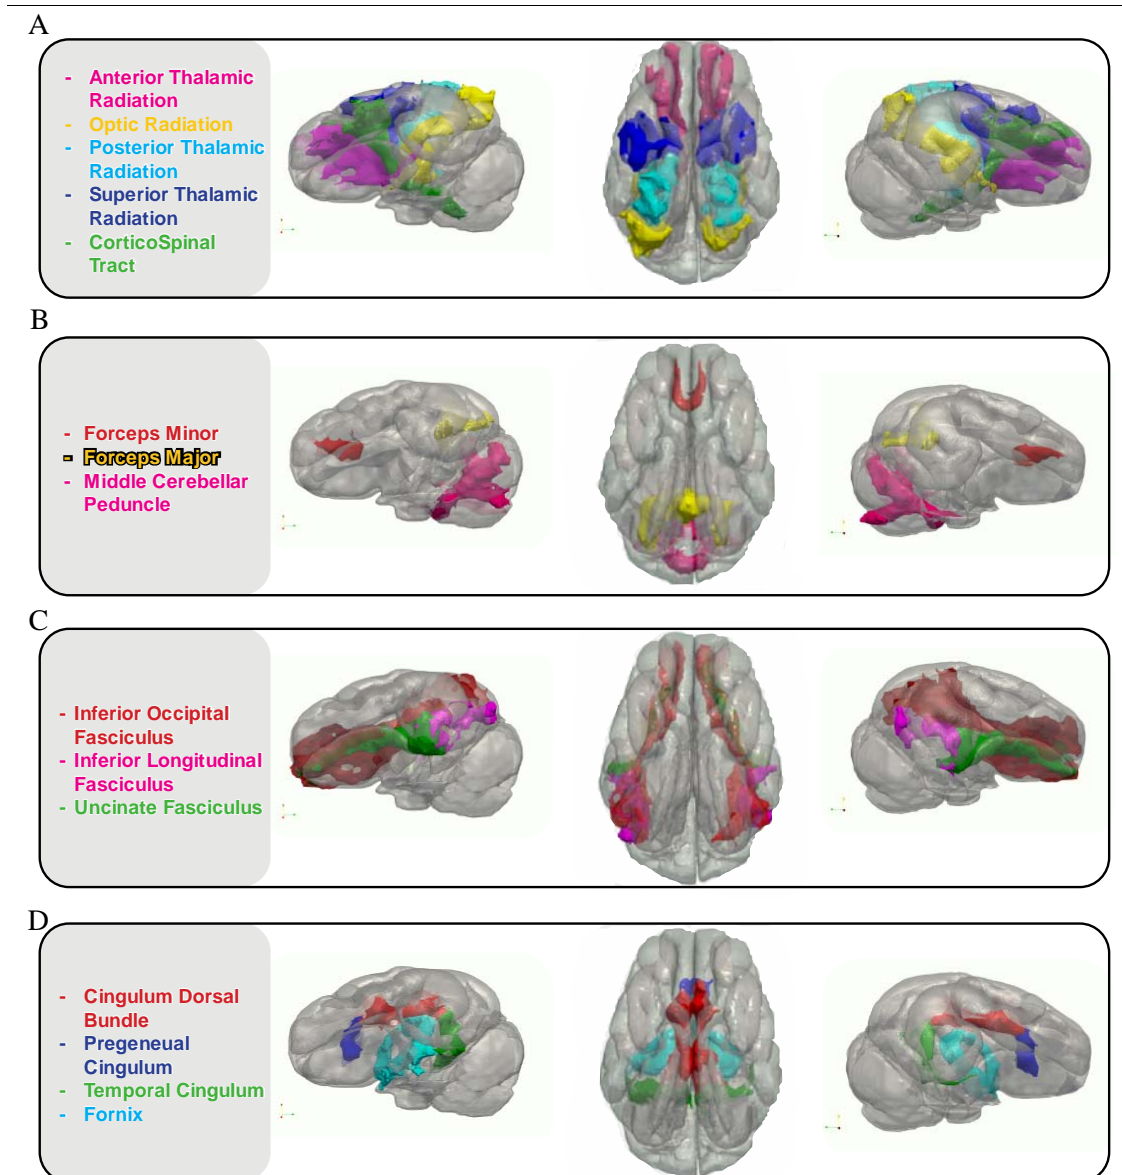 A
- Anterior Thalamic
Radiation
- Optic Radiation
- Posterior Thalamic
Radiation
- Superior Thalamic
Radiation
- CorticoSpinal
Tract
B
- Forceps Minor
- Forceps Major
- Middle Cerebellar
Peduncle
C
- Inferior Occipital
Fasciculus
- Inferior Longitudinal
Fasciculus
- Uncinate Fasciculus
D
- Cingulum Dorsal
Bundle
- Pregeneual
Cingulum
- Temporal Cingulum
- Fornix